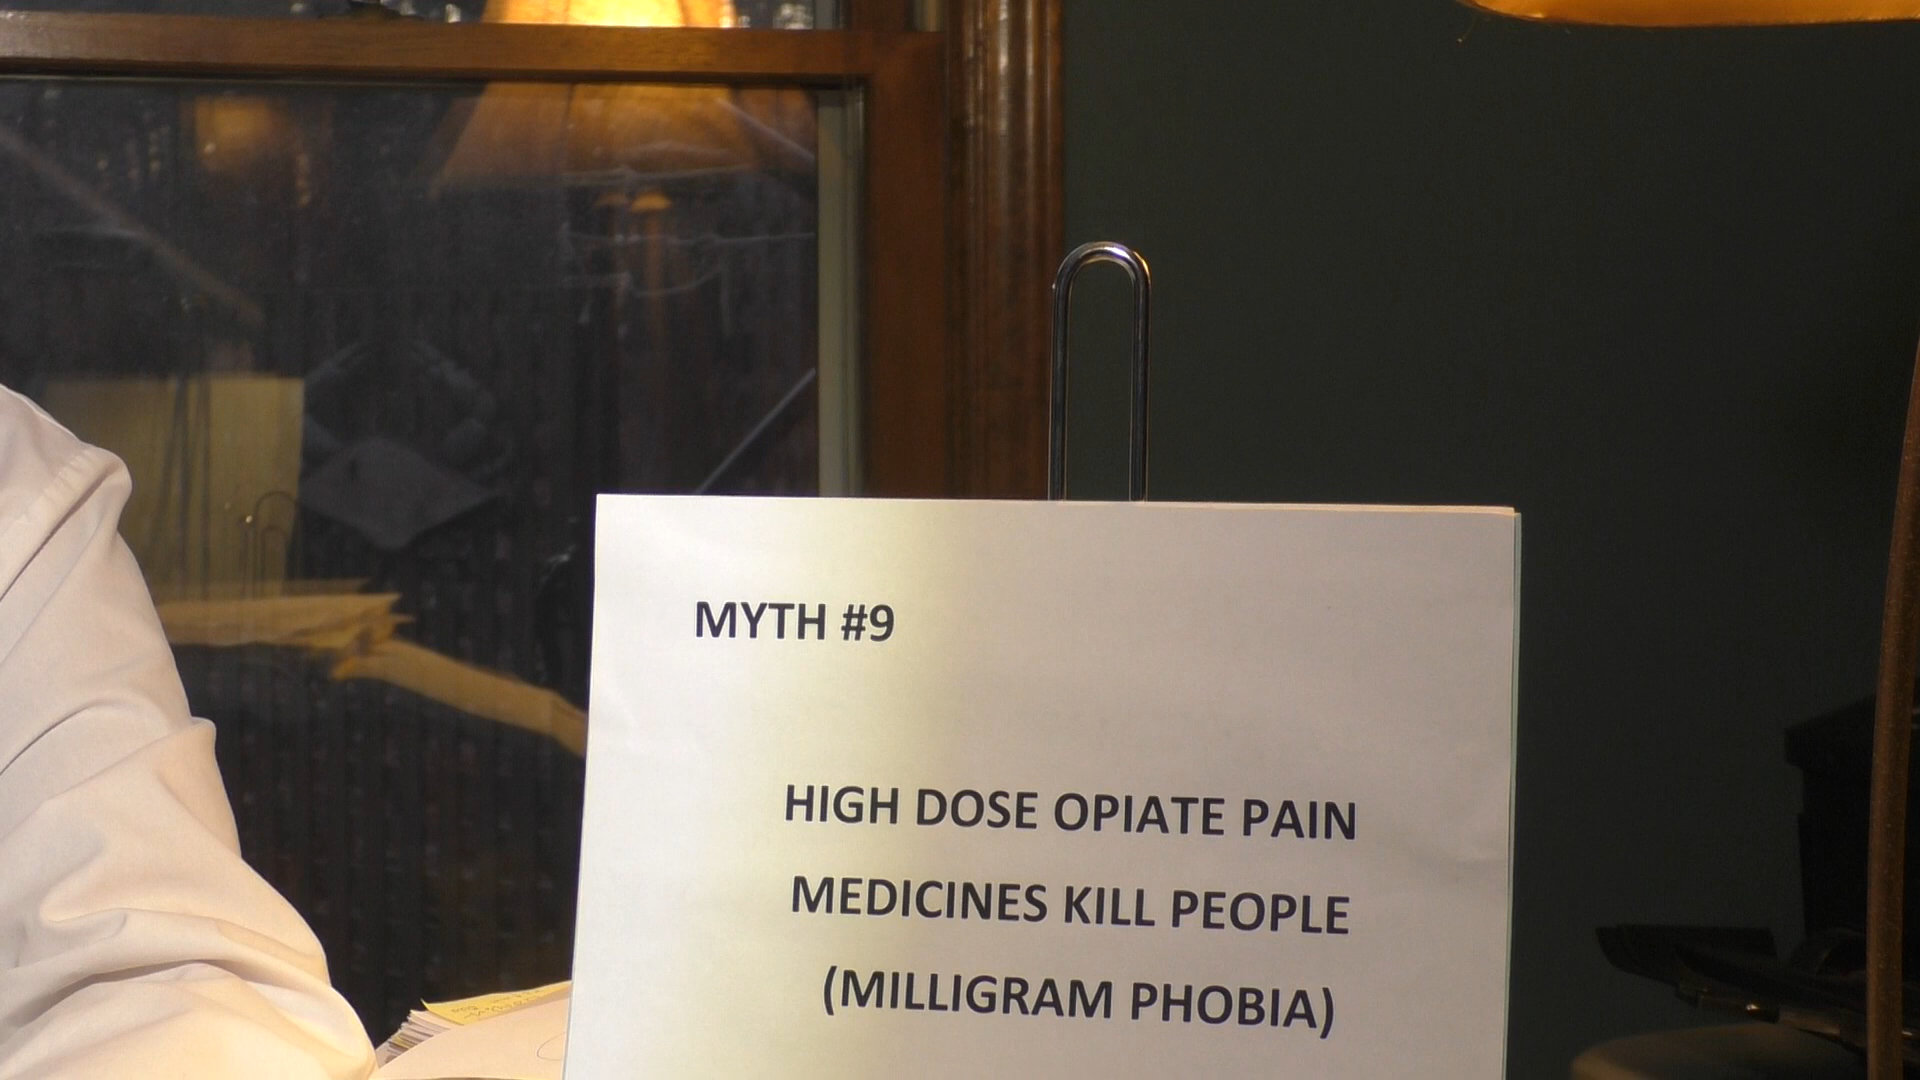 MYTH #9
HIGH DOSE OPIATE PAIN
MEDICINES KILL PEOPLE
(MILLIGRAM PHOBIA)